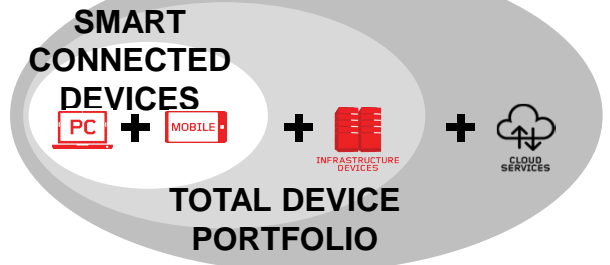 SMART
CONNECTED
DEVICES
PC
MOBILE
INFRASTRUCTURE
DEVICES
CLOUD
SERVICES
TOTAL DEVICE
PORTFOLIO